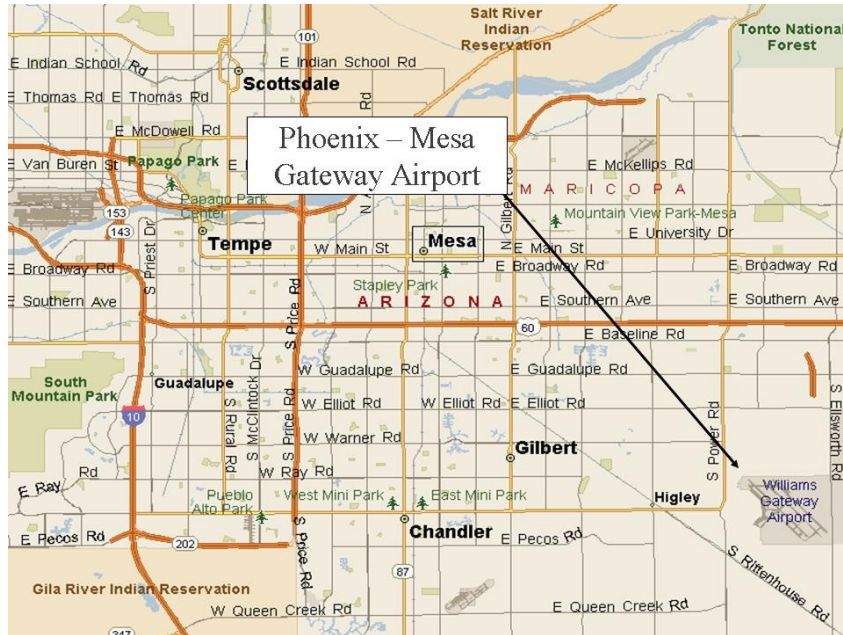 Salt River
Indian
Reservation
Tonto National
Forest
101
E Indian School Rd
E Indian School Rd
Scottsdale
E Thomas Rd
E Thomas Rd
Rd
E McDowell Rd
Phoenix – Mesa
Gateway Airport
E Van Buren St
Papago Park
E McKellips Rd
MARICOPA
Papago Park
Center
N Gilbert Rd
Mountain View Park-Mesa
153
143
E University Dr
Tempe
W Main St
Mesa
E Main St
S Priest Dr
E Broadway Rd
E Broadway Rd
E Broadway Rd
Stapley Park
E Southern Ave
ARIZONA
E Southern Ave
E Southern Ave
S Price Rd
60
E Baseline Rd
South
Mountain Park
Guadalupe
S McClintock Dr
W Guadalupe Rd
E Guadalupe Rd
S Rural Rd
S Price Rd
W Elliot Rd
W Elliot Rd
E Elliot Rd
S Power Rd
S Ellsworth Rd
10
W Warner Rd
Gilbert
E Ray Rd
W Ray Rd
Pueblo
Alto Park
West Mini Park
East Mini Park
Higley
Williams
Gateway
Airport
Chandler
E Pecos Rd
202
S Price Rd
E Pecos Rd
S Rittenhouse Rd
87
Gila River Indian Reservation
W Queen Creek Rd
E Queen Creek Rd
347